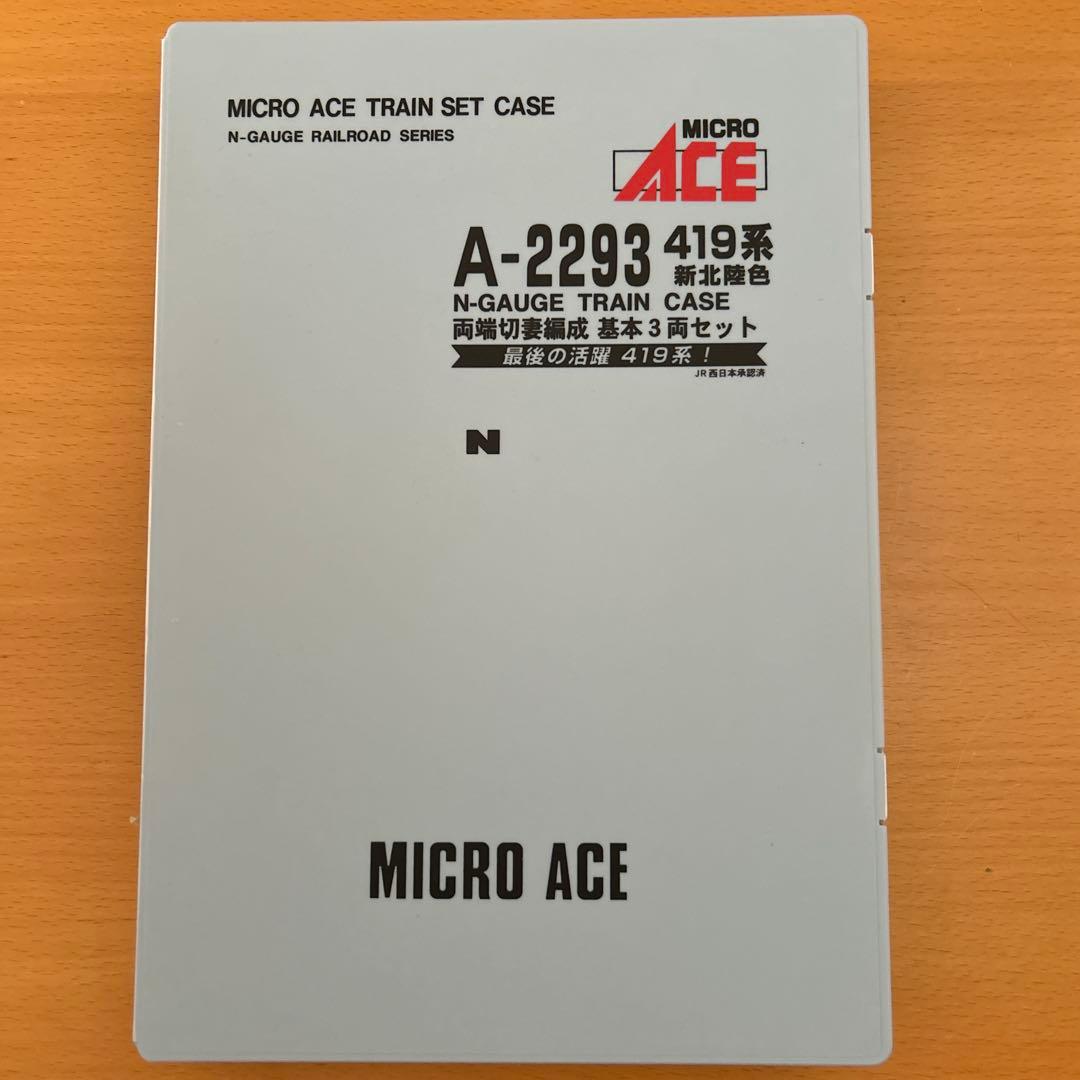 MICRO ACE TRAIN SET CASE
N-GAUGE RAILROAD SERIES
MICRO
ACE
A-2293 419系
新北陸色
N-GAUGE TRAIN CASE
両端切妻編成 基本3両セット
最後の活躍 419系!
JR西日本承認済
N
MICRO ACE